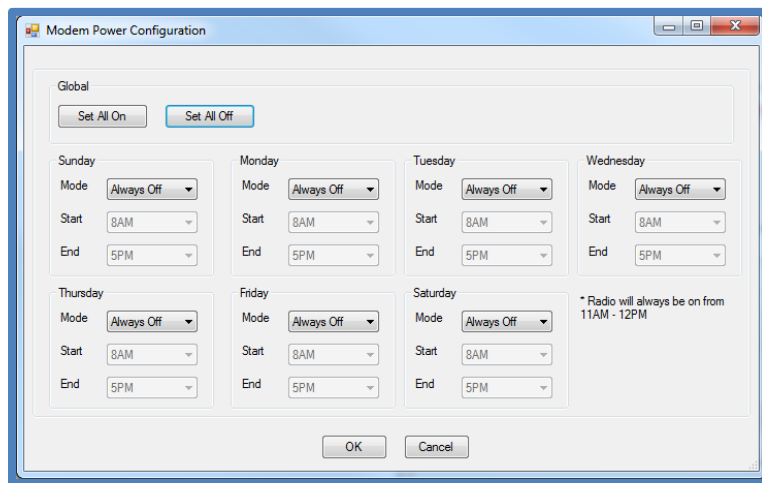 Modem Power Configuration
Global
Set All On
Set All Off
Sunday
Mode Always Off
Start 8AM
End 5PM
Monday
Mode Always Off
Start 8AM
End 5PM
Tuesday
Mode Always Off
Start 8AM
End 5PM
Wednesday
Mode Always Off
Start 8AM
End 5PM
Thursday
Mode Always Off
Start 8AM
End 5PM
Friday
Mode Always Off
Start 8AM
End 5PM
Saturday
Mode Always Off
Start 8AM
End 5PM
* Radio will always be on from
11AM - 12PM
OK
Cancel